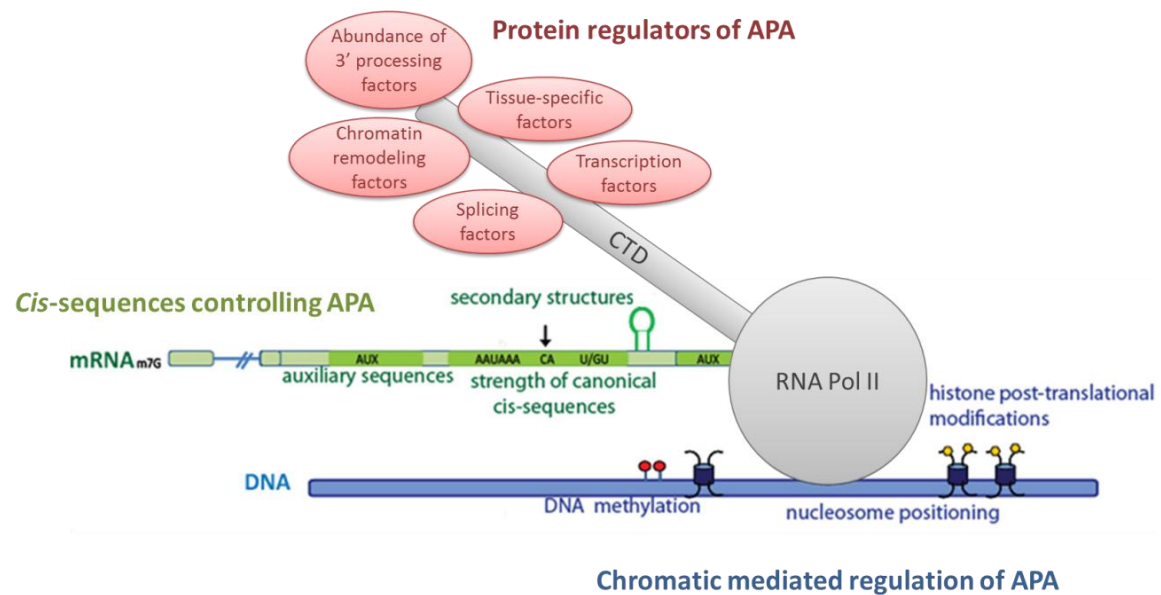 Protein regulators of APA
Abundance of
3’ processing
factors
Tissue-specific
factors
Chromatin
remodeling
factors
Transcription
factors
Splicing
factors
CTD
Cis-sequences controlling APA
secondary structures
mRNA m7G
AUX
AAUAAA
CA
U/GU
AUX
auxiliary sequences
strength of canonical
cis-sequences
RNA Pol II
histone post-translational
modifications
DNA
DNA methylation
nucleosome positioning
Chromatic mediated regulation of APA